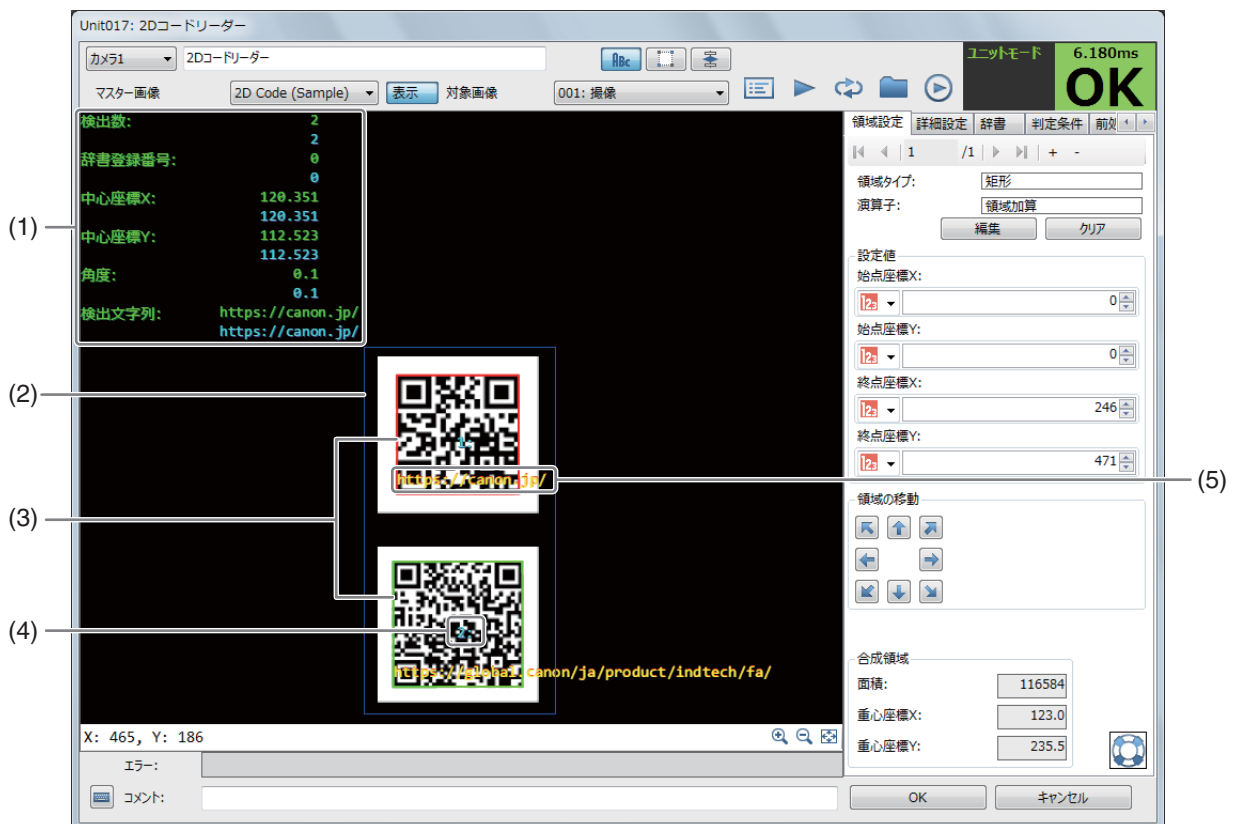 Unit017: 2Dコードリーダー
カメラ1 2Dコードリーダー ABC ユニットモード 6.180ms
OK
マスター画像 2D Code (Sample) 表示 対象画像 001: 撮像
検出数: 2
2
辞書登録番号: 0
0
中心座標X: 120.351
120.351
中心座標Y: 112.523
112.523
角度: 0.1
0.1
検出文字列: https://canon.jp/
https://canon.jp/
(1)
(2)
(3)
(4)
(5)
1
https://canon.jp/
2
https://global.canon/ja/product/indtech/fa/
領域設定 詳細設定 辞書 判定条件
1 /1 + -
領域タイプ: 矩形
演算子: 領域加算
編集 クリア
設定値
始点座標X:
123 0
始点座標Y:
123 0
終点座標X:
123 246
終点座標Y:
123 471
領域の移動
合成領域
面積: 116584
重心座標X: 123.0
重心座標Y: 235.5
X: 465, Y: 186
エラー:
コメント:
OK キャンセル